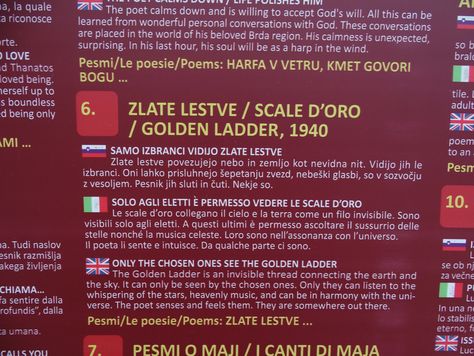 THE POET CALMS DOWN / LIFE POLISHES HIM
The poet calms down and is willing to accept God's will. All this can be
learned from wonderful personal conversations with God. These conversations
are placed in the world of his beloved Brda region. His calmness is unexpected,
surprising. In his last hour, his soul will be as a harp in the wind.
Pesmi/Le poesie/Poems: HARFA V VETRU, KMET GOVORI
BOGU ...
6.
ZLATE LESTVE / SCALE D'ORO
/ GOLDEN LADDER, 1940
SAMO IZBRANCI VIDIJO ZLATE LESTVE
Zlate lestve povezujejo nebo in zemljo kot nevidna nit. Vidijo jih le
izbranci. Oni lahko prisluhnejo šepetanju zvezd, nebeški glasbi, so v sozvočju
z vesoljem. Pesnik jih sluti in čuti. Nekje so.
SOLO AGLI ELETTI È PERMESSO VEDERE LE SCALE D'ORO
Le scale d'oro collegano il cielo e la terra come un filo invisibile. Sono
visibili solo agli eletti. A questi ultimi è permesso ascoltare il sussurrio delle
stelle nonché la musica celeste. Loro sono nell'assonanza con l'universo.
Il poeta li sente e intuisce. Da qualche parte ci sono.
ONLY THE CHOSEN ONES SEE THE GOLDEN LADDER
The Golden Ladder is an invisible thread connecting the earth and
the sky. It can only be seen by the chosen ones. Only they can listen to the
whispering of the stars, heavenly music, and can be in harmony with the uni-
verse. The poet senses and feels them. They are somewhere out there.
Pesmi/Le poesie/Poems: ZLATE LESTVE ...
7.
PESMI O MAJI / I CANTI DI MAJA
10.